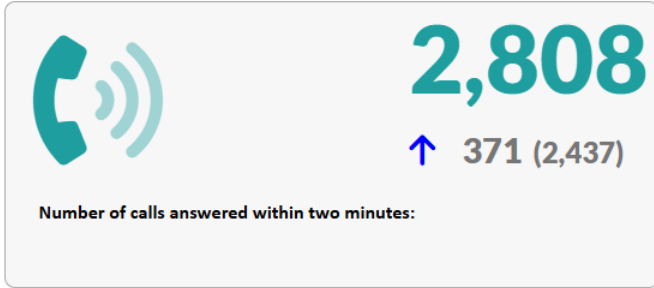 2,808
↑ 371 (2,437)
Number of calls answered within two minutes: